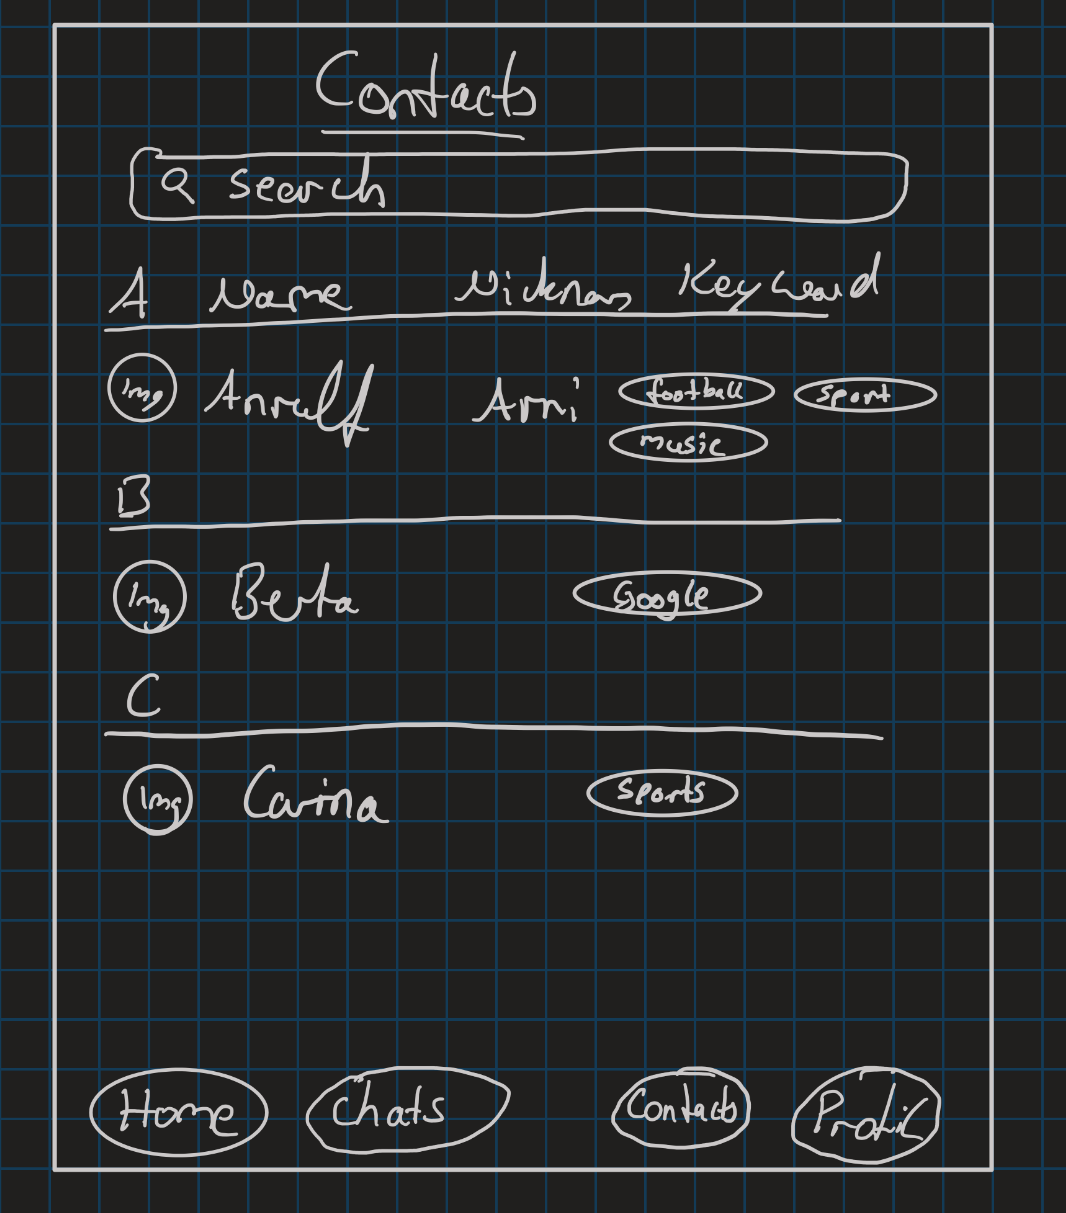 Contacts
search
A Name Nicknam Keyword
Img Anrulf Arni football sport
music
B
Img Berta Google
C
Img Carina sports
Home Chats Contacts Profil